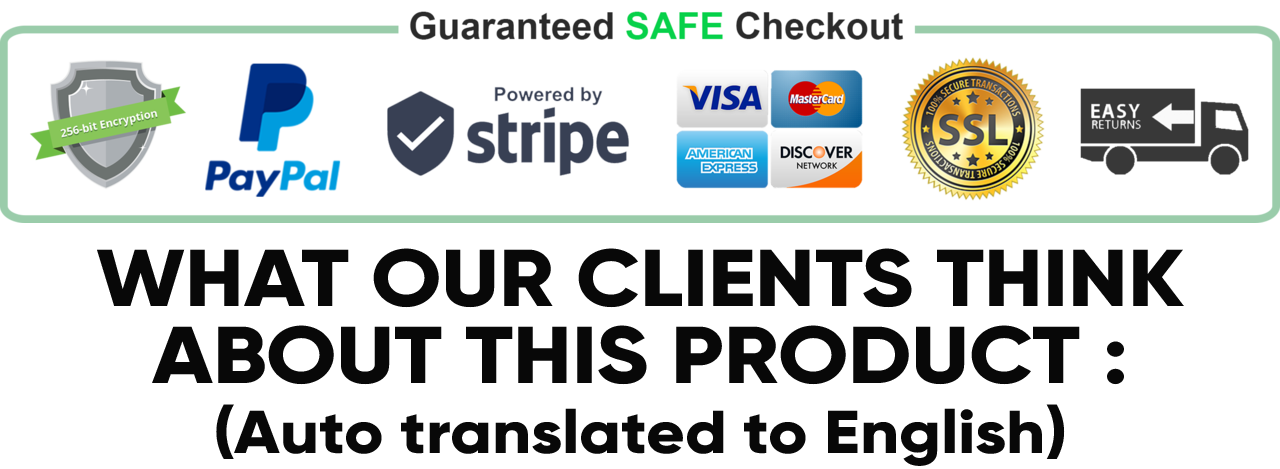 Guaranteed SAFE Checkout
256-bit Encryption
PayPal
Powered by
stripe
VISA
MasterCard
AMERICAN
EXPRESS
DISCOVER
NETWORK
100% SECURE TRANSACTIONS
SSL
100% SECURE TRANSACTIONS
EASY
RETURNS
WHAT OUR CLIENTS THINK
ABOUT THIS PRODUCT :
(Auto translated to English)